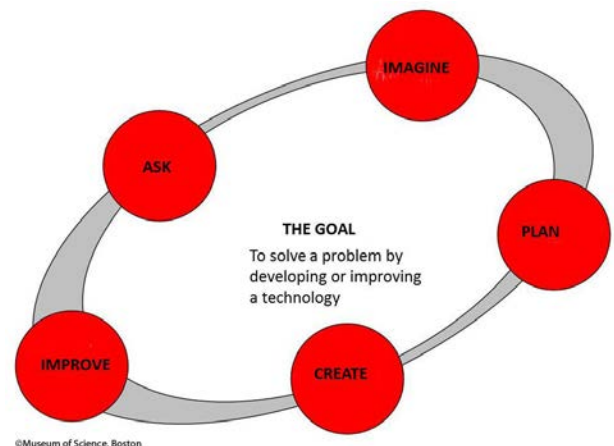 IMAGINE
ASK
THE GOAL
To solve a problem by
developing or improving
a technology
PLAN
IMPROVE
CREATE
©Museum of Science, Boston